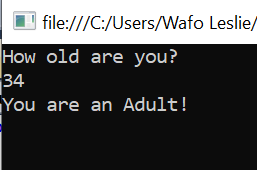 file:///C:/Users/Wafo Leslie/
How old are you?
34
You are an Adult!